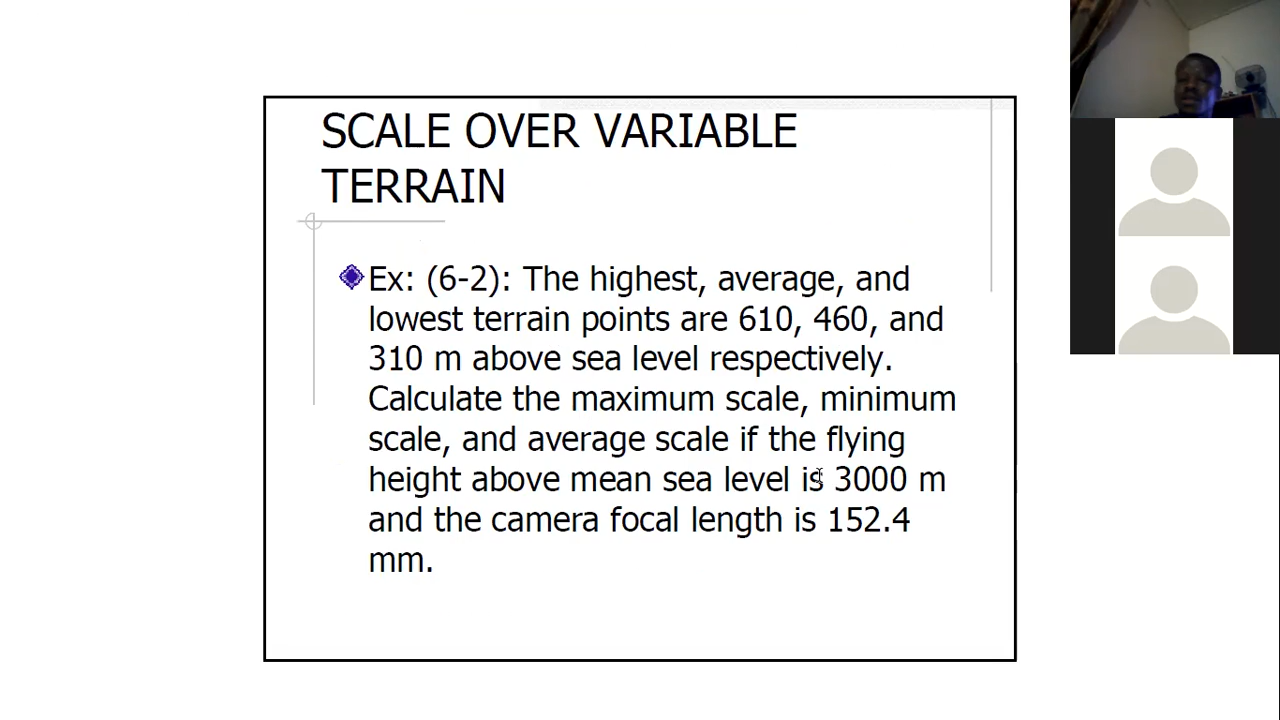 SCALE OVER VARIABLE
TERRAIN
Ex: (6-2): The highest, average, and
lowest terrain points are 610, 460, and
310 m above sea level respectively.
Calculate the maximum scale, minimum
scale, and average scale if the flying
height above mean sea level is 3000 m
and the camera focal length is 152.4
mm.